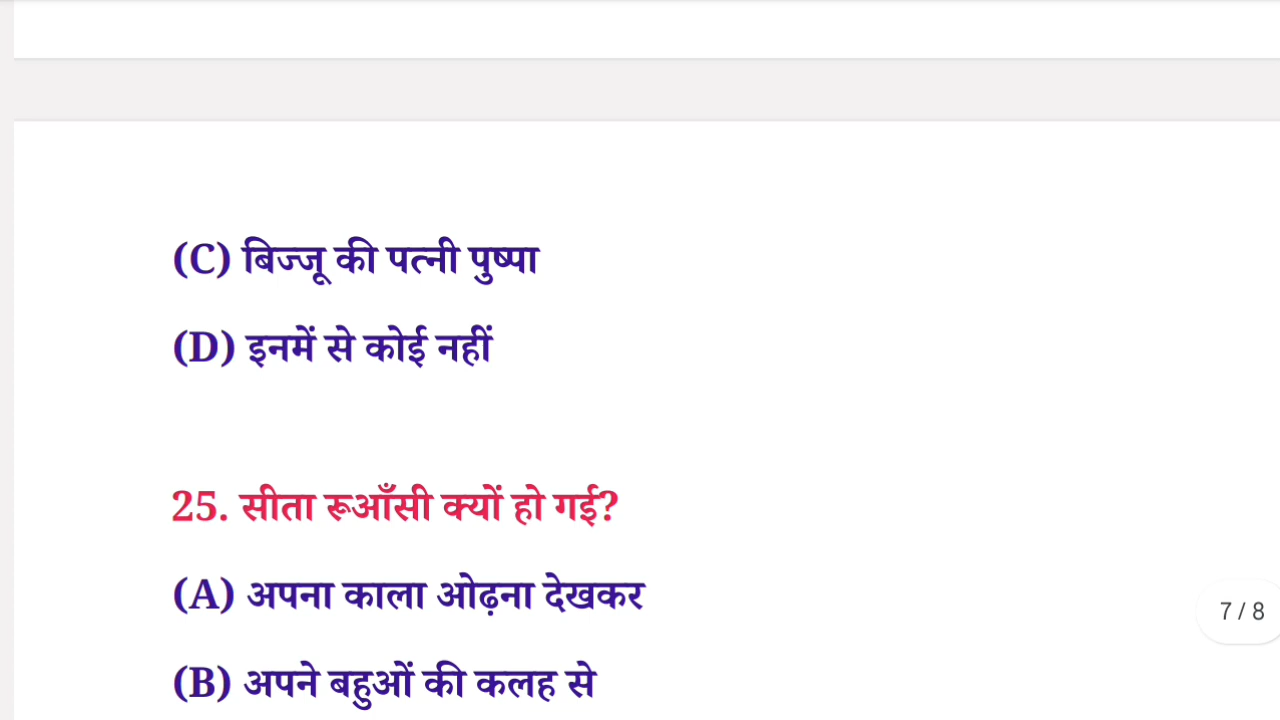 (C) बिज्जू की पत्नी पुष्पा
(D) इनमें से कोई नहीं
25. सीता रूआँसी क्यों हो गई?
(A) अपना काला ओढ़ना देखकर
7 / 8
(B) अपने बहुओं की कलह से